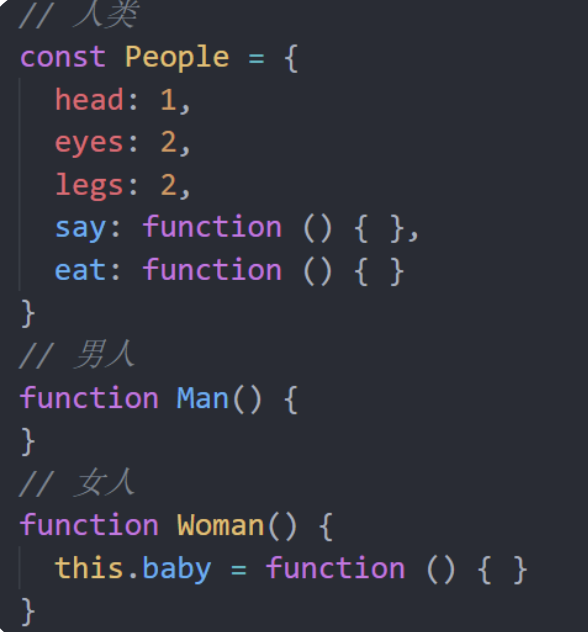 // 人类
const People = {
  head: 1,
  eyes: 2,
  legs: 2,
  say: function () { },
  eat: function () { }
}
// 男人
function Man() {
}
// 女人
function Woman() {
  this.baby = function () { }
}